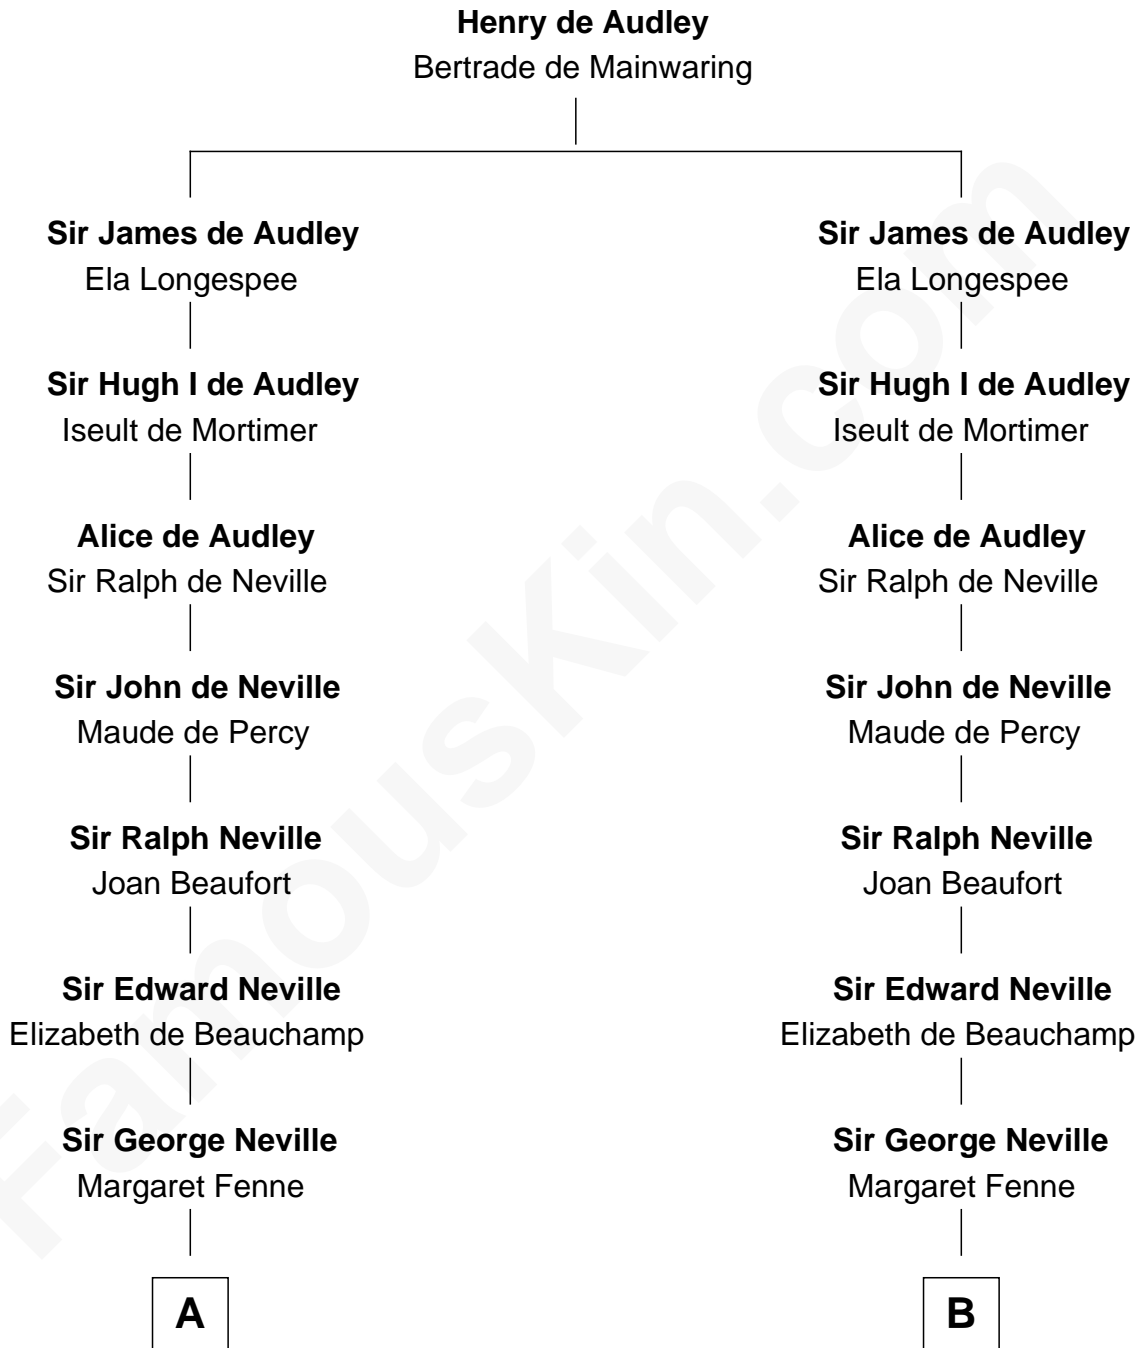 Henry de Audley
Bertrade de Mainwaring
Sir James de Audley
Ela Longespee
Sir Hugh I de Audley
Iseult de Mortimer
Alice de Audley
Sir Ralph de Neville
Sir John de Neville
Maude de Percy
Sir Ralph Neville
Joan Beaufort
Sir Edward Neville
Elizabeth de Beauchamp
Sir George Neville
Margaret Fenne
A
Sir James de Audley
Ela Longespee
Sir Hugh I de Audley
Iseult de Mortimer
Alice de Audley
Sir Ralph de Neville
Sir John de Neville
Maude de Percy
Sir Ralph Neville
Joan Beaufort
Sir Edward Neville
Elizabeth de Beauchamp
Sir George Neville
Margaret Fenne
B
FamousKin.com